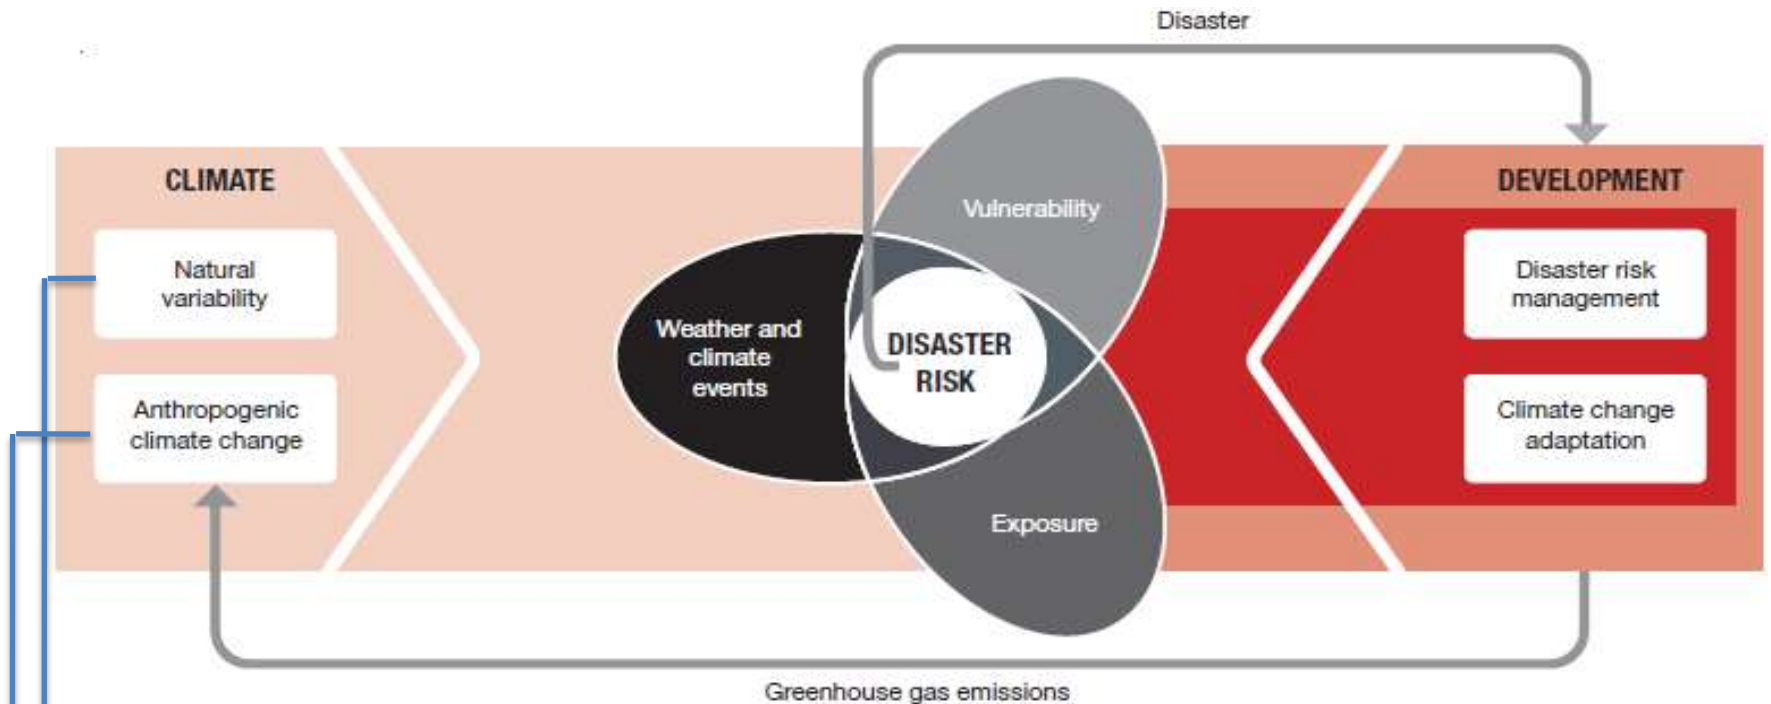 Disaster
CLIMATE
Natural
variability
Anthropogenic
climate change
Weather and
climate
events
DISASTER
RISK
Vulnerability
Exposure
DEVELOPMENT
Disaster risk
management
Climate change
adaptation
Greenhouse gas emissions